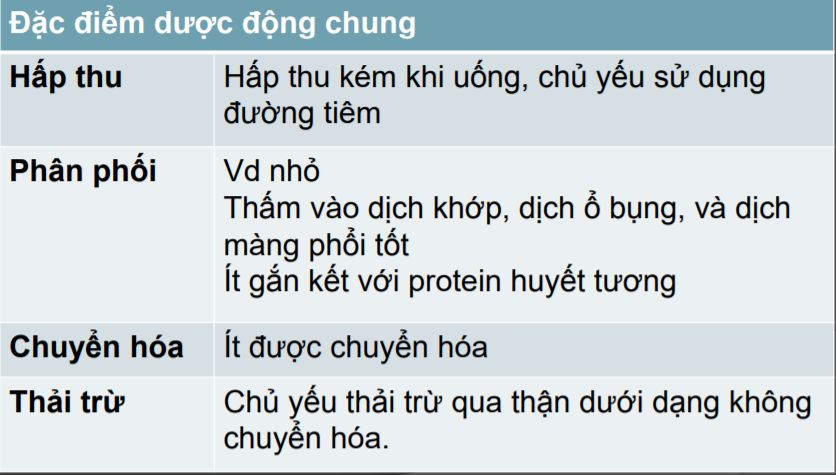 Đặc điểm dược động chung
Hấp thu
Hấp thu kém khi uống, chủ yếu sử dụng
đường tiêm
Phân phối
Vd nhỏ
Thấm vào dịch khớp, dịch ổ bụng, và dịch
màng phổi tốt
Ít gắn kết với protein huyết tương
Chuyển hóa
Ít được chuyển hóa
Thải trừ
Chủ yếu thải trừ qua thận dưới dạng không
chuyển hóa.